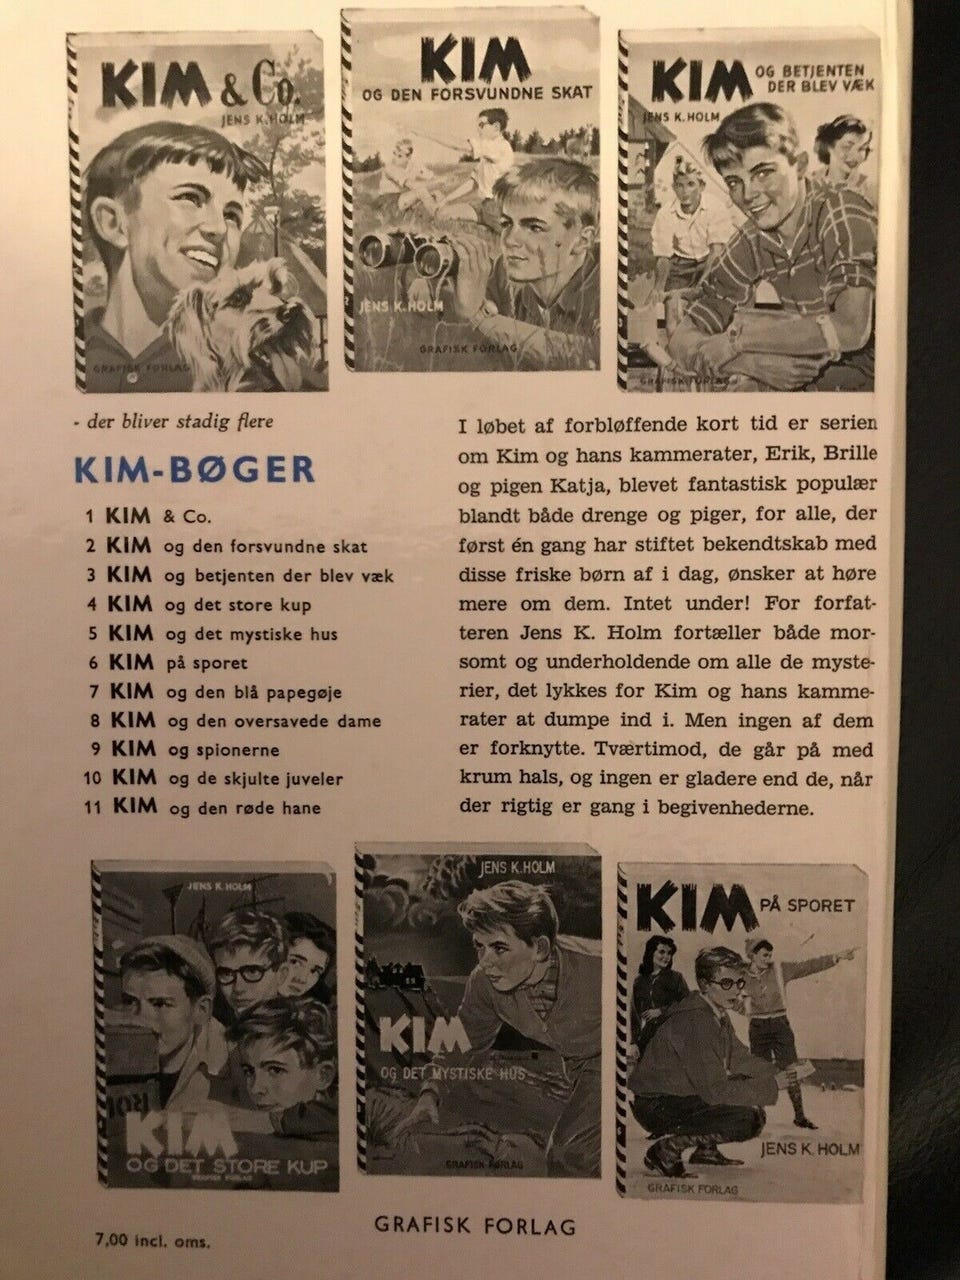 KIM
& Co.
JENS K. HOLM
GRAFISK FORLAG
KIM
OG DEN FORSVUNDNE SKAT
JENS K. HOLM
GRAFISK FORLAG
KIM
OG BETJENTEN
DER BLEV VÆK
JENS K. HOLM
GRAFISK FORLAG
- der bliver stadig flere
KIM-BØGER
1 KIM & Co.
2 KIM og den forsvundne skat
3 KIM og betjenten der blev væk
4 KIM og det store kup
5 KIM og det mystiske hus
6 KIM på sporet
7 KIM og den blå papegøje
8 KIM og den oversavede dame
9 KIM og spionerne
10 KIM og de skjulte juveler
11 KIM og den røde hane
I løbet af forbløffende kort tid er serien
om Kim og hans kammerater, Erik, Brille
og pigen Katja, blevet fantastisk populær
blandt både drenge og piger, for alle, der
først én gang har stiftet bekendtskab med
disse friske børn af i dag, ønsker at høre
mere om dem. Intet under! For forfat-
teren Jens K. Holm fortæller både mor-
somt og underholdende om alle de myste-
rier, det lykkes for Kim og hans kamme-
rater at dumpe ind i. Men ingen af dem
er forknytte. Tværtimod, de går på med
krum hals, og ingen er gladere end de, når
der rigtig er gang i begivenhederne.
JENS K. HOLM
KIM
OG DET STORE KUP
GRAFISK FORLAG
JENS K. HOLM
KIM
OG DET MYSTISKE HUS
GRAFISK FORLAG
KIM
PÅ SPORET
JENS K. HOLM
GRAFISK FORLAG
GRAFISK FORLAG
7,00 incl. oms.